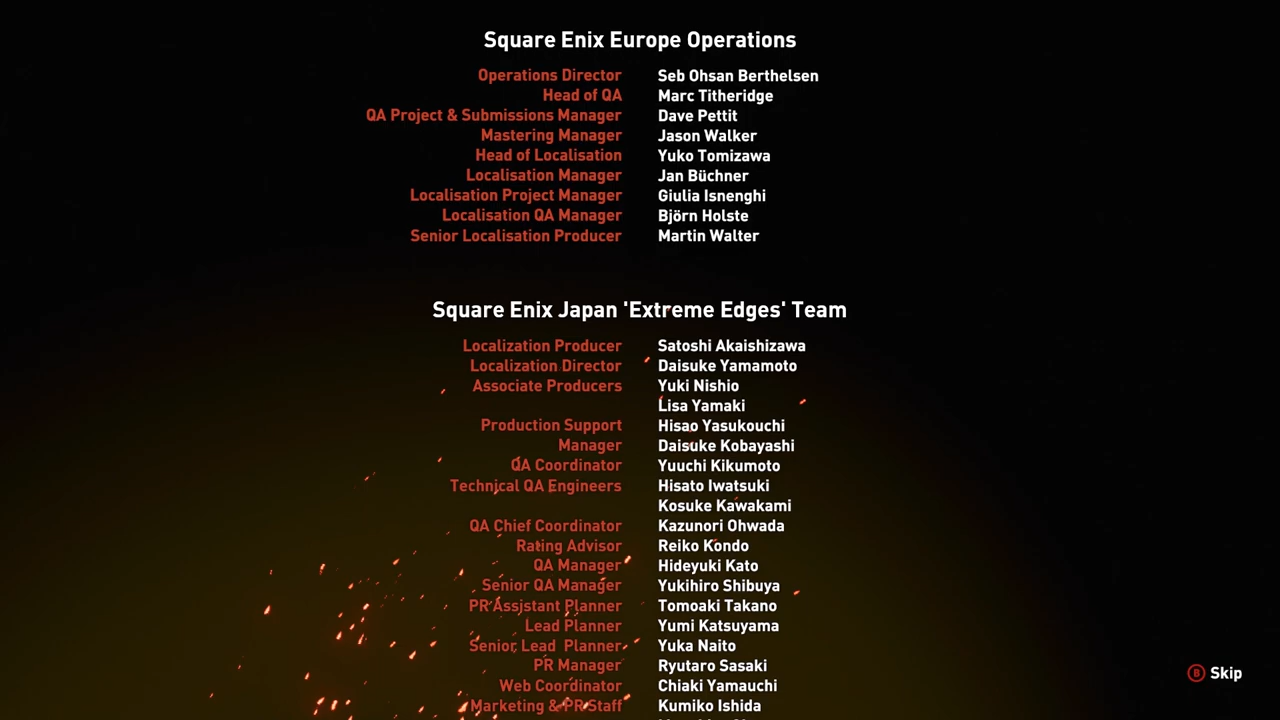 Square Enix Europe Operations
Operations Director Seb Ohsan Berthelsen
Head of QA Marc Titheridge
QA Project & Submissions Manager Dave Pettit
Mastering Manager Jason Walker
Head of Localisation Yuko Tomizawa
Localisation Manager Jan Büchner
Localisation Project Manager Giulia Isnenghi
Localisation QA Manager Björn Holste
Senior Localisation Producer Martin Walter
Square Enix Japan 'Extreme Edges' Team
Localization Producer Satoshi Akaishizawa
Localization Director Daisuke Yamamoto
Associate Producers Yuki Nishio
Lisa Yamaki
Production Support Hisao Yasukouchi
Manager Daisuke Kobayashi
QA Coordinator Yuuchi Kikumoto
Technical QA Engineers Hisato Iwatsuki
Kosuke Kawakami
QA Chief Coordinator Kazunori Ohwada
Rating Advisor Reiko Kondo
QA Manager Hideyuki Kato
Senior QA Manager Yukihiro Shibuya
PR Assistant Planner Tomoaki Takano
Lead Planner Yumi Katsuyama
Senior Lead Planner Yuka Naito
PR Manager Ryutaro Sasaki
Web Coordinator Chiaki Yamauchi
Marketing & PR Staff Kumiko Ishida
B Skip